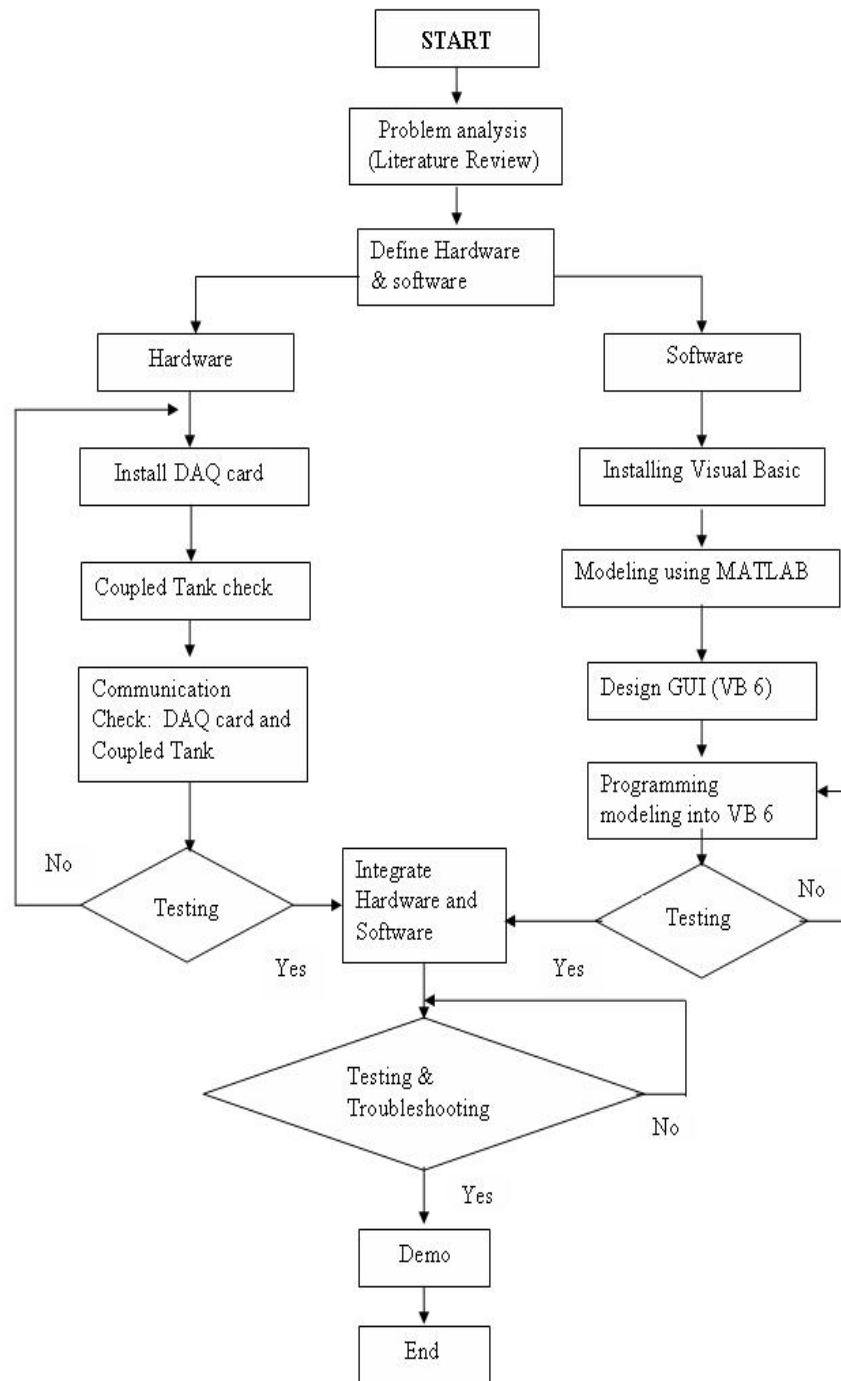 START
Problem analysis
(Literature Review)
Define Hardware
& software
Hardware
Software
Install DAQ card
Installing Visual Basic
Coupled Tank check
Modeling using MATLAB
Communication
Check: DAQ card and
Coupled Tank
Design GUI (VB 6)
Programming
modeling into VB 6
No
Testing
Yes
Integrate
Hardware and
Software
Testing
No
Yes
Testing &
Troubleshooting
No
Yes
Demo
End